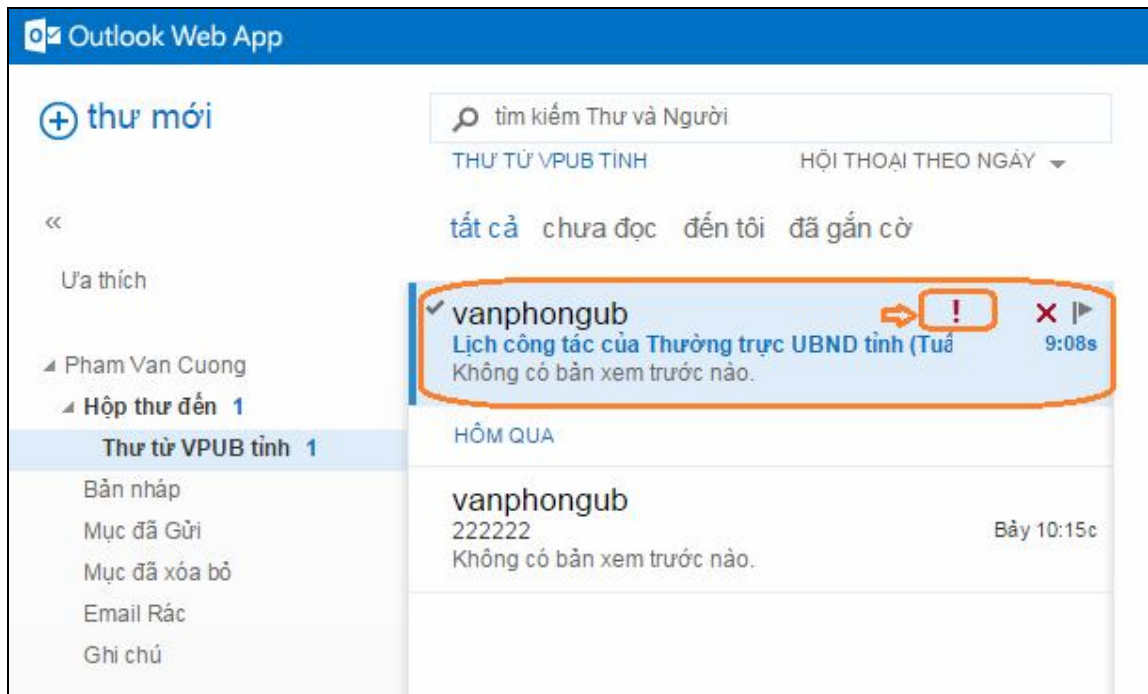 Outlook Web App
thư mới
tìm kiếm Thư và Người
THƯ TỪ VPUB TỈNH HỘI THOẠI THEO NGÀY
«
tất cả chưa đọc đến tôi đã gắn cờ
Ưa thích
vanphongub !
Lịch công tác của Thường trực UBND tỉnh (Tuầ 9:08s
Không có bản xem trước nào.
Pham Van Cuong
Hộp thư đến 1
Thư từ VPUB tỉnh 1
Bản nháp
Mục đã Gửi
Mục đã xóa bỏ
Email Rác
Ghi chú
HÔM QUA
vanphongub
222222 Bảy 10:15c
Không có bản xem trước nào.